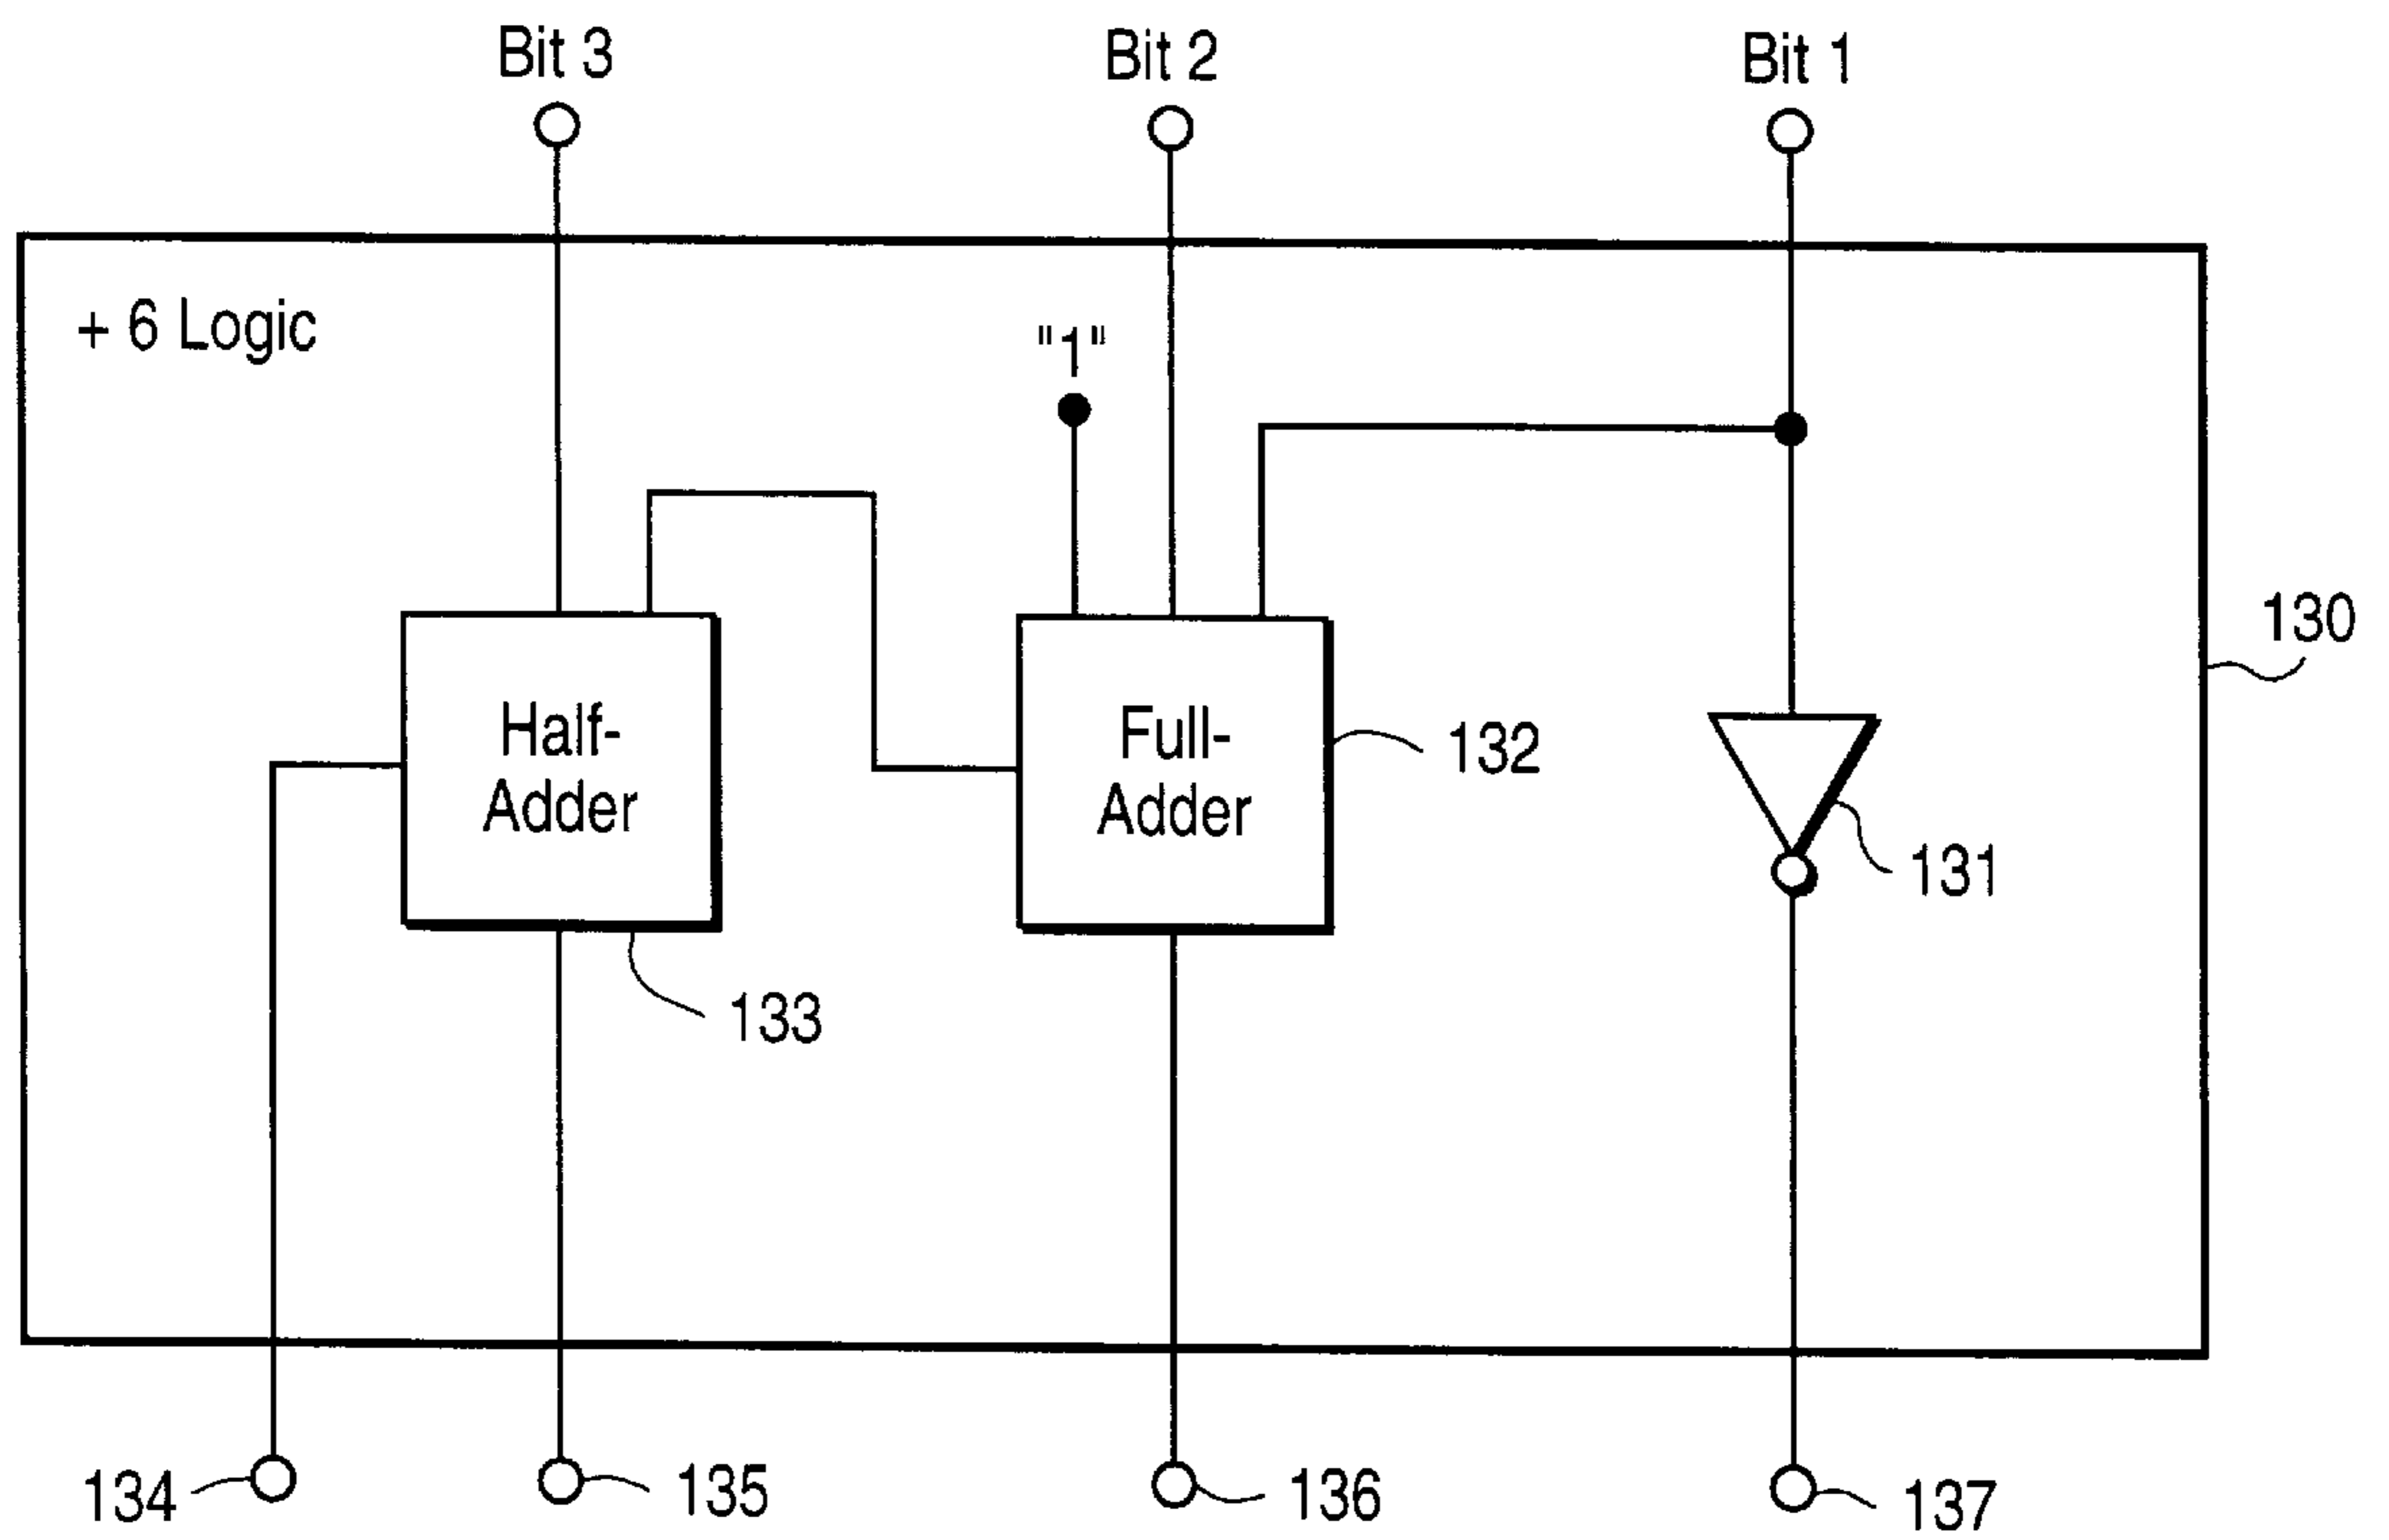 Bit 3
Bit 2
Bit 1
+ 6 Logic
"1"
130
Half-
Adder
Full-
Adder
132
131
133
134
135
136
137